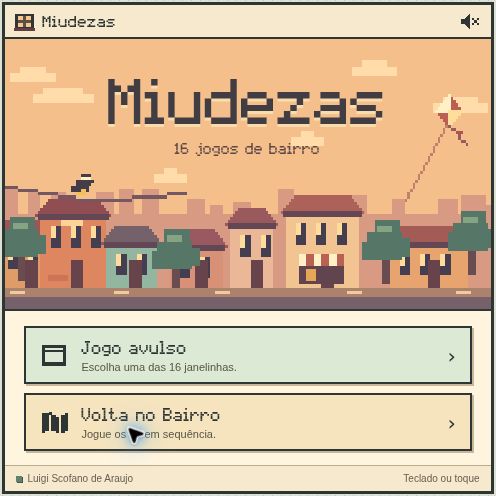 Miudezas
Miudezas
16 jogos de bairro
Jogo avulso
Escolha uma das 16 janelinhas.
Volta no Bairro
Jogue os em sequência.
Luigi Scofano de Araujo
Teclado ou toque